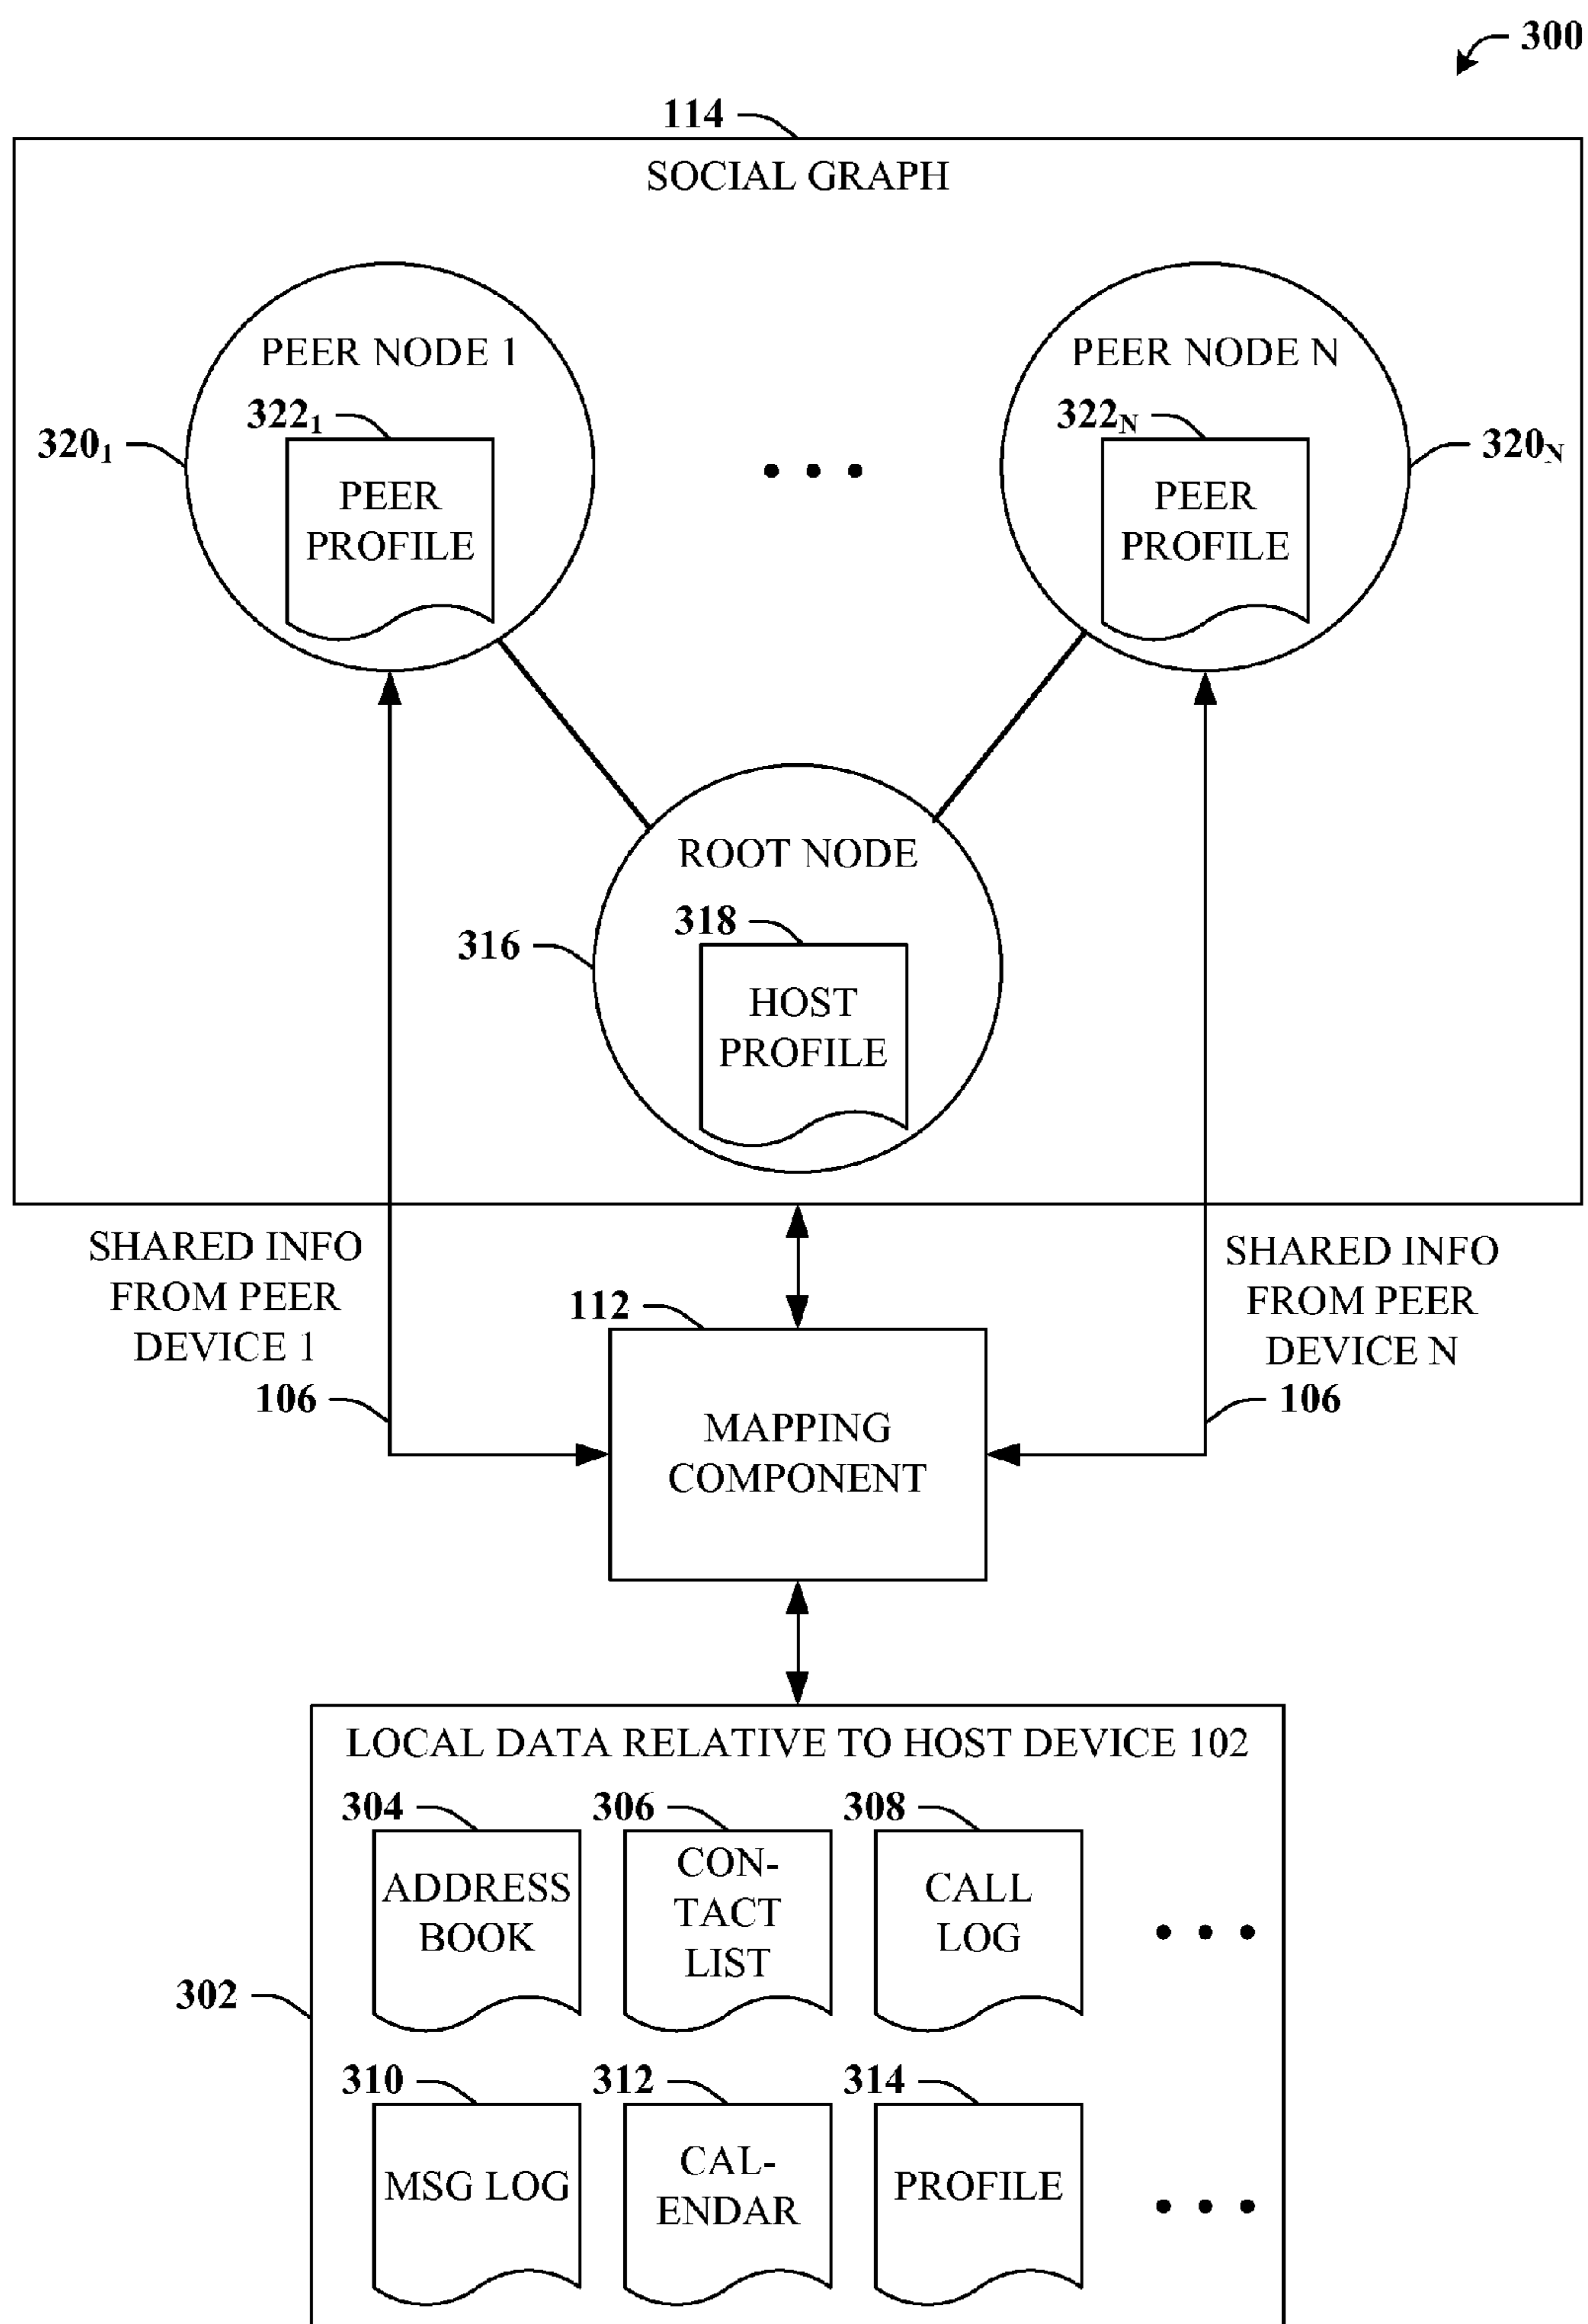 300
114
SOCIAL GRAPH
PEER NODE 1
322₁
320₁
PEER
PROFILE
PEER NODE N
322N
320N
PEER
PROFILE
ROOT NODE
318
316
HOST
PROFILE
SHARED INFO
FROM PEER
DEVICE 1
106
SHARED INFO
FROM PEER
DEVICE N
106
112
MAPPING
COMPONENT
LOCAL DATA RELATIVE TO HOST DEVICE 102
302
304
ADDRESS
BOOK
306
CON-
TACT
LIST
308
CALL
LOG
310
MSG LOG
312
CAL-
ENDAR
314
PROFILE